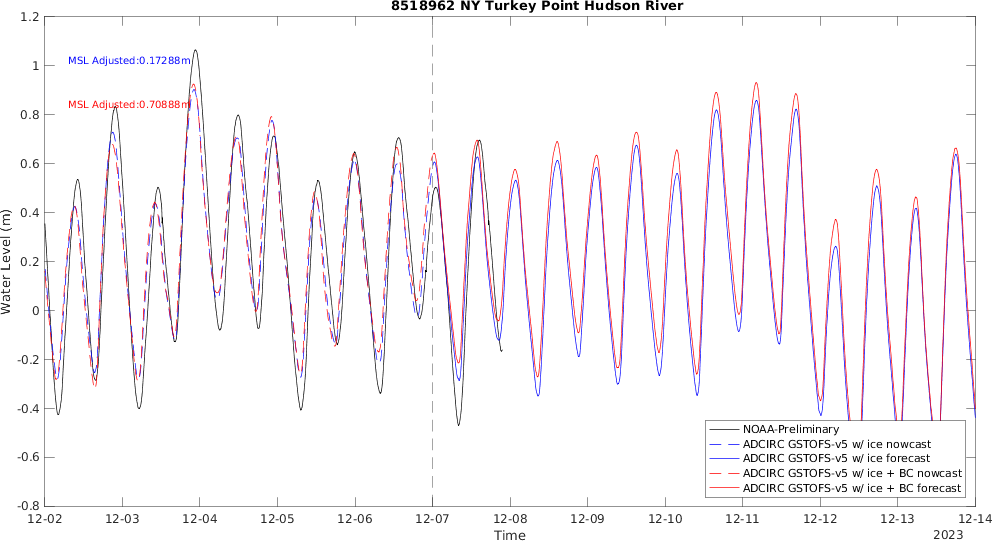 8518962 NY Turkey Point Hudson River
1.2
1
0.8
0.6
0.4
0.2
0
-0.2
-0.4
-0.6
-0.8
Water Level (m)
MSL Adjusted:0.17288m
MSL Adjusted:0.70888m
NOAA-Preliminary
ADCIRC GSTOFS-v5 w/ ice nowcast
ADCIRC GSTOFS-v5 w/ ice forecast
ADCIRC GSTOFS-v5 w/ ice + BC nowcast
ADCIRC GSTOFS-v5 w/ ice + BC forecast
12-02 12-03 12-04 12-05 12-06 12-07 12-08 12-09 12-10 12-11 12-12 12-13 12-14
Time
2023